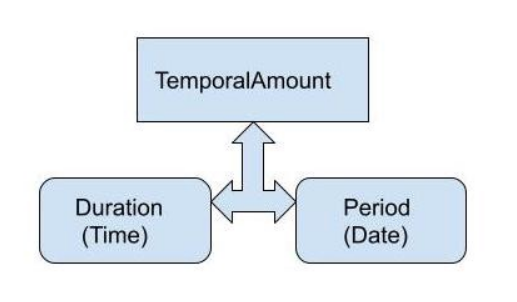 TemporalAmount
Duration
(Time)
Period
(Date)